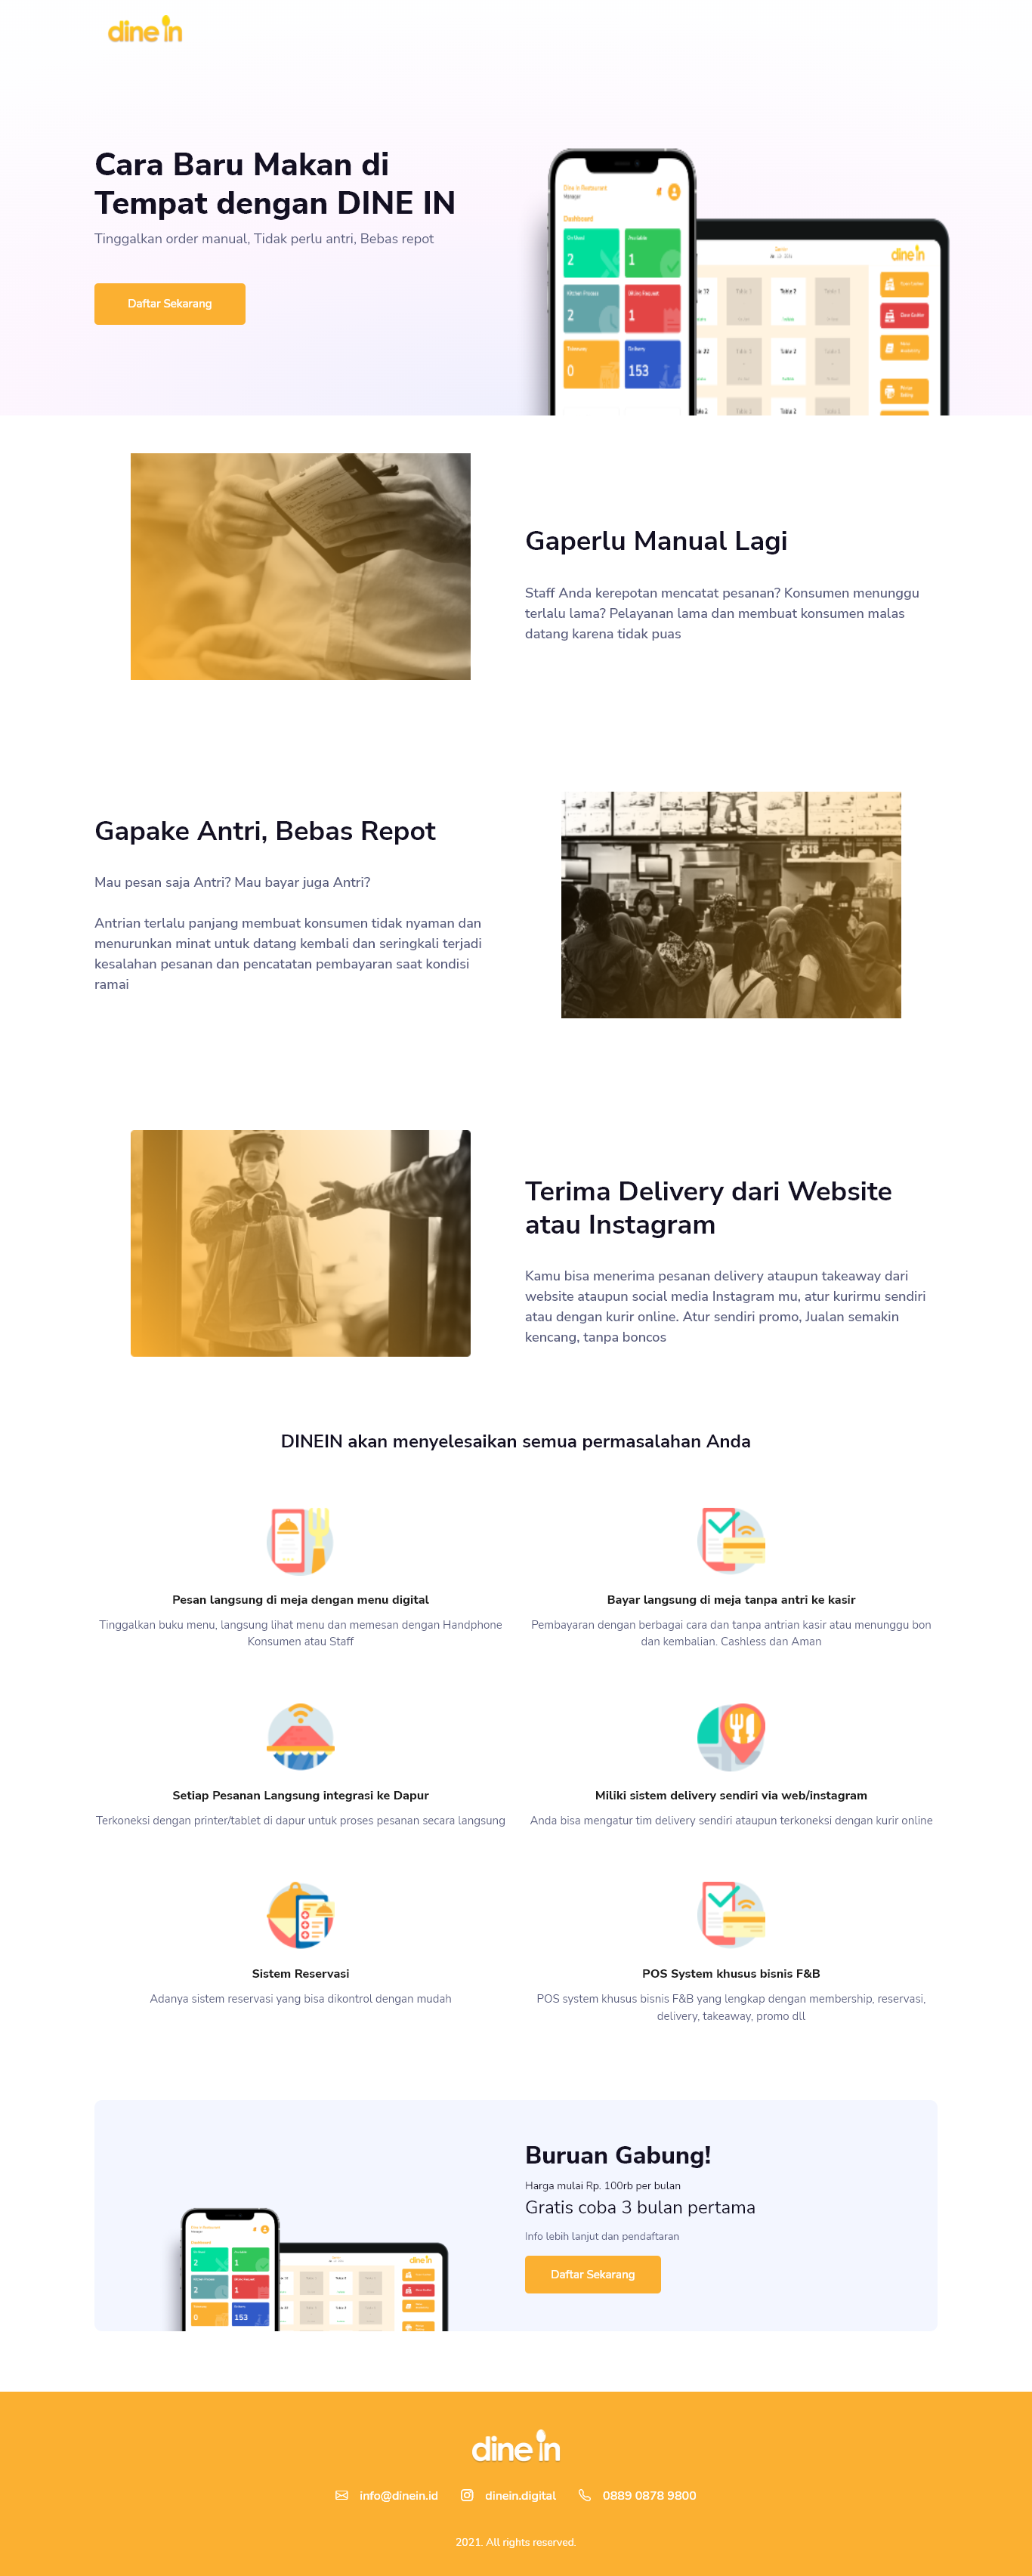 dine in
Cara Baru Makan di
Tempat dengan DINE IN
Tinggalkan order manual, Tidak perlu antri, Bebas repot
Daftar Sekarang
Dine in Restaurant
Manager
Dashboard
2
1
2
1
0
153
dine in
Gaperlu Manual Lagi
Staff Anda kerepotan mencatat pesanan? Konsumen menunggu
terlalu lama? Pelayanan lama dan membuat konsumen malas
datang karena tidak puas
Gapake Antri, Bebas Repot
Mau pesan saja Antri? Mau bayar juga Antri?
Antrian terlalu panjang membuat konsumen tidak nyaman dan
menurunkan minat untuk datang kembali dan seringkali terjadi
kesalahan pesanan dan pencatatan pembayaran saat kondisi
ramai
Terima Delivery dari Website
atau Instagram
Kamu bisa menerima pesanan delivery ataupun takeaway dari
website ataupun social media Instagram mu, atur kurirmu sendiri
atau dengan kurir online. Atur sendiri promo, Jualan semakin
kencang, tanpa boncos
DINEIN akan menyelesaikan semua permasalahan Anda
Pesan langsung di meja dengan menu digital
Tinggalkan buku menu, langsung lihat menu dan memesan dengan Handphone
Konsumen atau Staff
Bayar langsung di meja tanpa antri ke kasir
Pembayaran dengan berbagai cara dan tanpa antrian kasir atau menunggu bon
dan kembalian. Cashless dan Aman
Setiap Pesanan Langsung integrasi ke Dapur
Terkoneksi dengan printer/tablet di dapur untuk proses pesanan secara langsung
Miliki sistem delivery sendiri via web/instagram
Anda bisa mengatur tim delivery sendiri ataupun terkoneksi dengan kurir online
Sistem Reservasi
Adanya sistem reservasi yang bisa dikontrol dengan mudah
POS System khusus bisnis F&B
POS system khusus bisnis F&B yang lengkap dengan membership, reservasi,
delivery, takeaway, promo dll
Buruan Gabung!
Harga mulai Rp. 100rb per bulan
Gratis coba 3 bulan pertama
Info lebih lanjut dan pendaftaran
Daftar Sekarang
2
1
2
1
0
153
dine in
dine in
info@dinein.id
dinein.digital
0889 0878 9800
2021. All rights reserved.